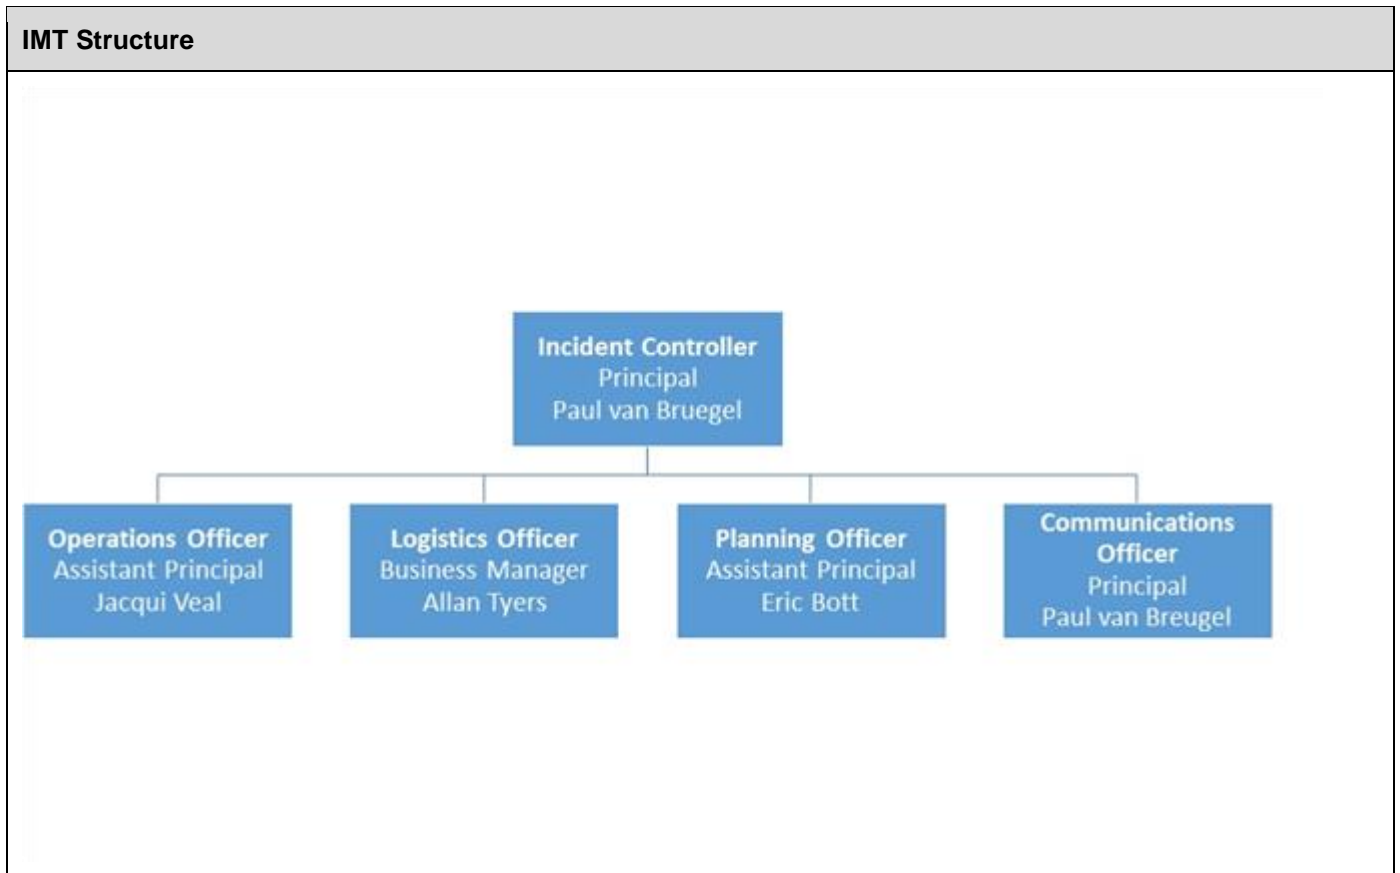 IMT Structure
Incident Controller
Principal
Paul van Bruegel
Operations Officer
Assistant Principal
Jacqui Veal
Logistics Officer
Business Manager
Allan Tyers
Planning Officer
Assistant Principal
Eric Bott
Communications
Officer
Principal
Paul van Breugel